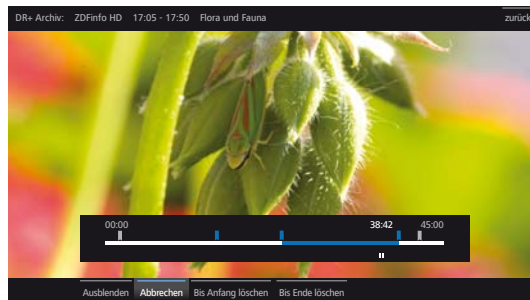 DR+ Archiv: ZDFinfo HD 17:05 - 17:50 Flora und Fauna zurück
00:00 38:42 45:00
Ausblenden Abbrechen Bis Anfang löschen Bis Ende löschen